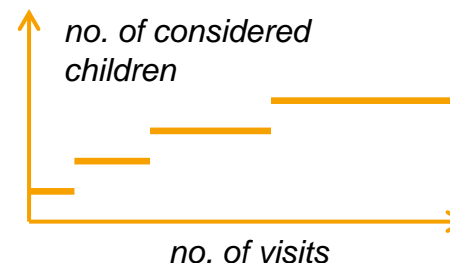 no. of considered
children
no. of visits